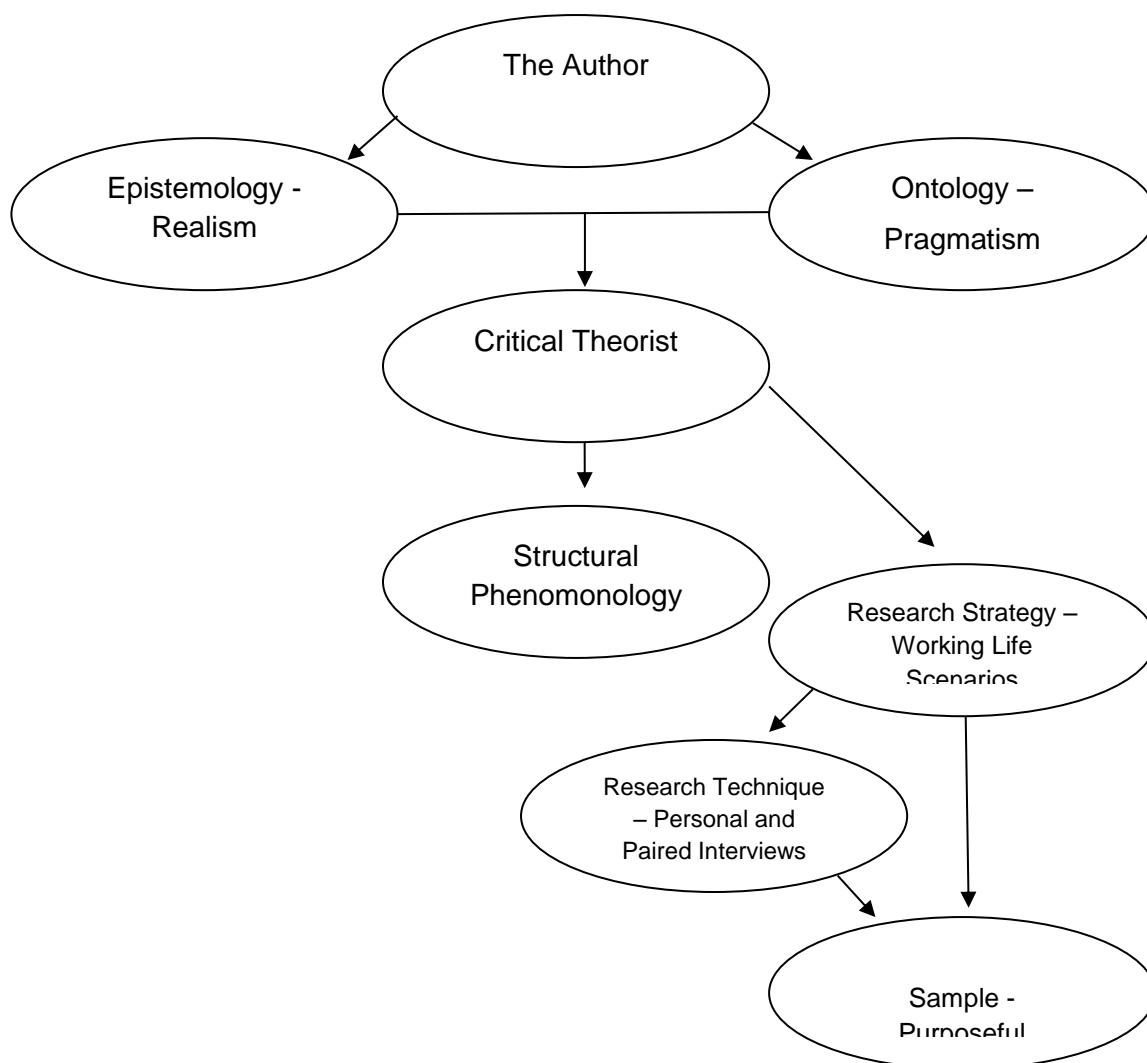 The Author
Epistemology -
Realism
Ontology –
Pragmatism
Critical Theorist
Structural
Phenomonology
Research Strategy –
Working Life
Scenarios
Research Technique
– Personal and
Paired Interviews
Sample -
Purposeful